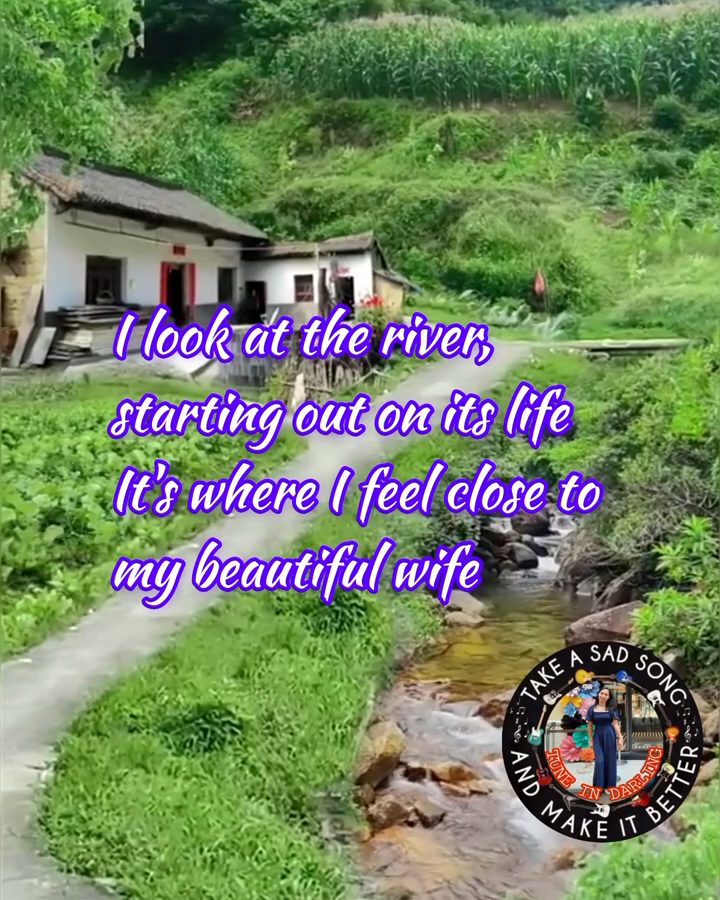 I look at the river,
starting out on its life
It's where I feel close to
my beautiful wife
TAKE A SAD SONG
AND MAKE IT BETTER
TUNE IN DARLING